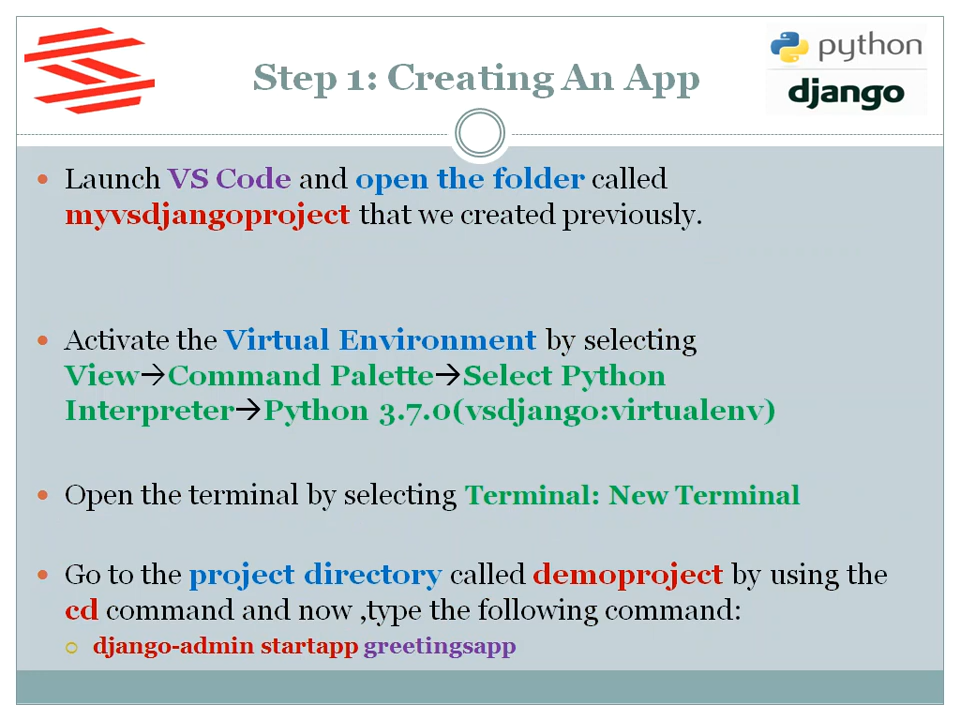 Step 1: Creating An App
python
django
Launch VS Code and open the folder called
myvsdjangoproject that we created previously.
Activate the Virtual Environment by selecting
View→Command Palette→Select Python
Interpreter→Python 3.7.0(vsdjango:virtualenv)
Open the terminal by selecting Terminal: New Terminal
Go to the project directory called demoproject by using the
cd command and now ,type the following command:
django-admin startapp greetingsapp